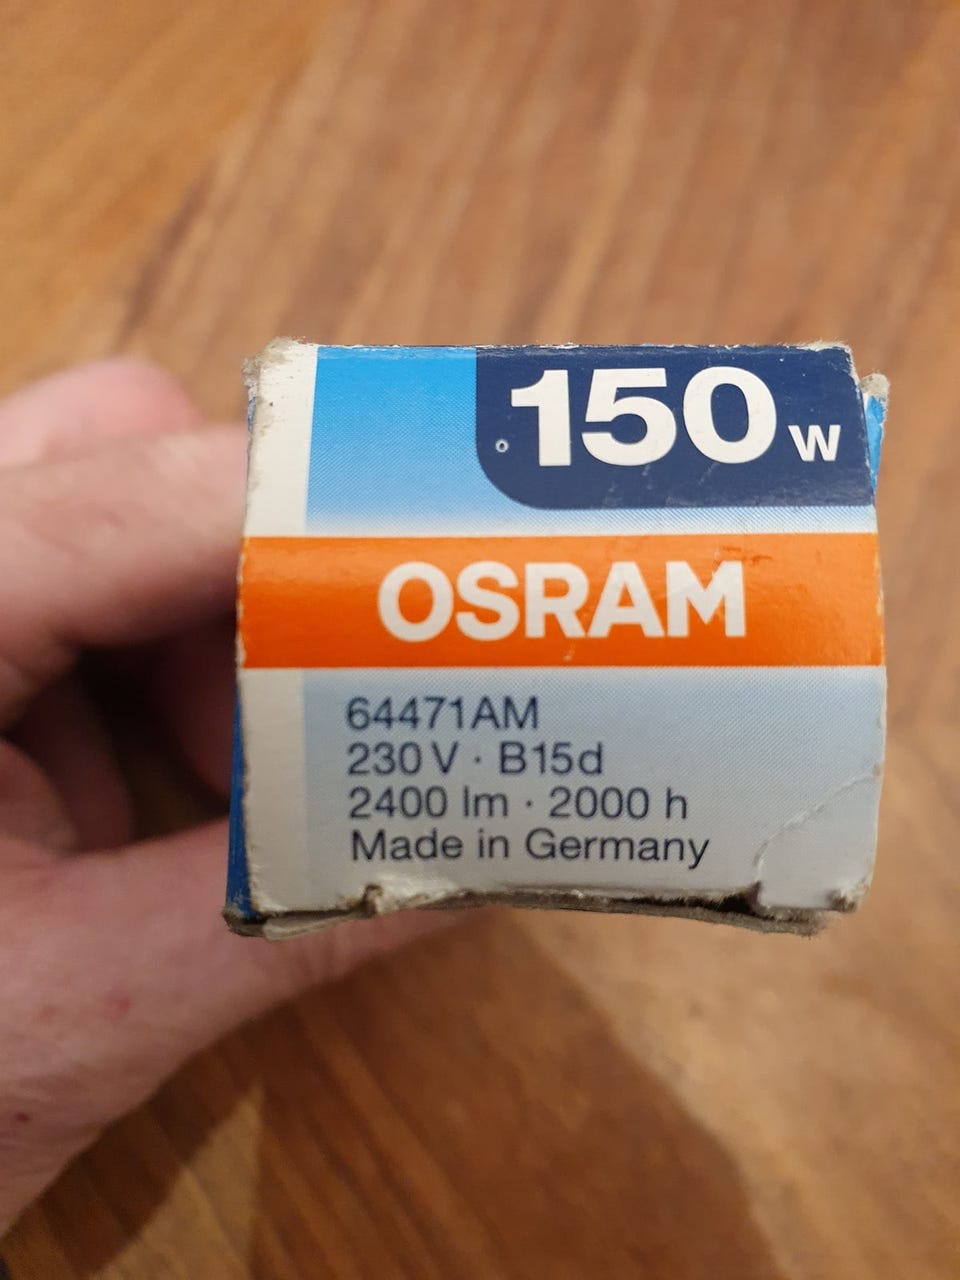 150 W
OSRAM
64471AM
230 V · B15d
2400 lm · 2000 h
Made in Germany